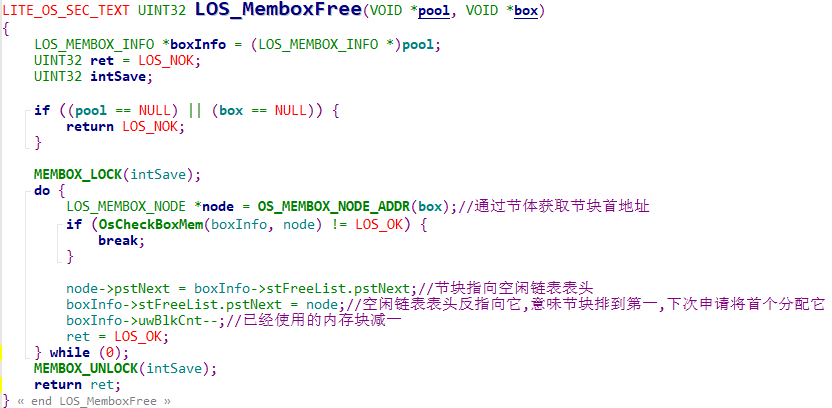 LITE_OS_SEC_TEXT UINT32 LOS_MemboxFree(VOID *pool, VOID *box)
{
    LOS_MEMBOX_INFO *boxInfo = (LOS_MEMBOX_INFO *)pool;
    UINT32 ret = LOS_NOK;
    UINT32 intSave;

    if ((pool == NULL) || (box == NULL)) {
        return LOS_NOK;
    }

    MEMBOX_LOCK(intSave);
    do {
        LOS_MEMBOX_NODE *node = OS_MEMBOX_NODE_ADDR(box);//通过节体获取节块首地址
        if (OsCheckBoxMem(boxInfo, node) != LOS_OK) {
            break;
        }

        node->pstNext = boxInfo->stFreeList.pstNext;//节块指向空闲链表表头
        boxInfo->stFreeList.pstNext = node;//空闲链表表头反指向它,意味节块排到第一,下次申请将首个分配它
        boxInfo->uwBlkCnt--;//已经使用的内存块减一
        ret = LOS_OK;
    } while (0);
    MEMBOX_UNLOCK(intSave);
    return ret;
} « end LOS_MemboxFree »